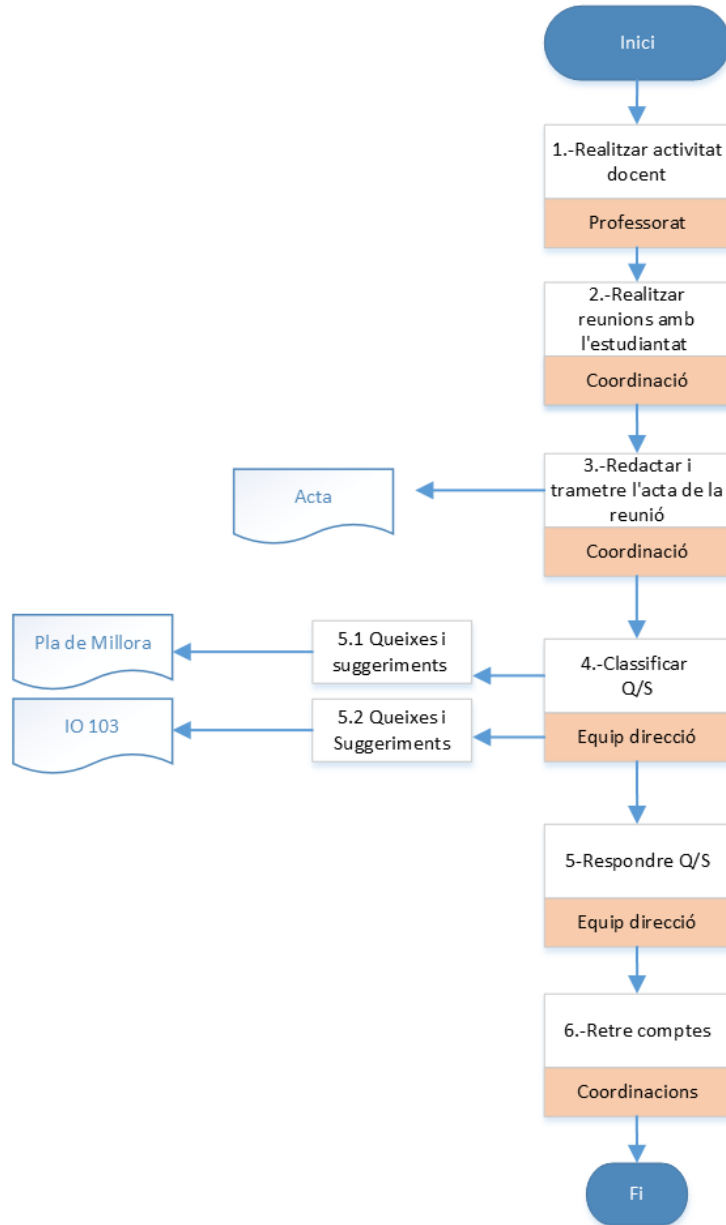 Inici
1.-Realitzar activitat
docent
Professorat
2.-Realitzar
reunions amb
l'estudiantat
Coordinació
3.-Redactar i
trametre l'acta de la
reunió
Coordinació
Acta
4.-Classificar
Q/S
Equip direcció
5.1 Queixes i
suggeriments
Pla de Millora
5.2 Queixes i
Suggeriments
IO 103
5-Respondre Q/S
Equip direcció
6.-Retre comptes
Coordinacions
Fi